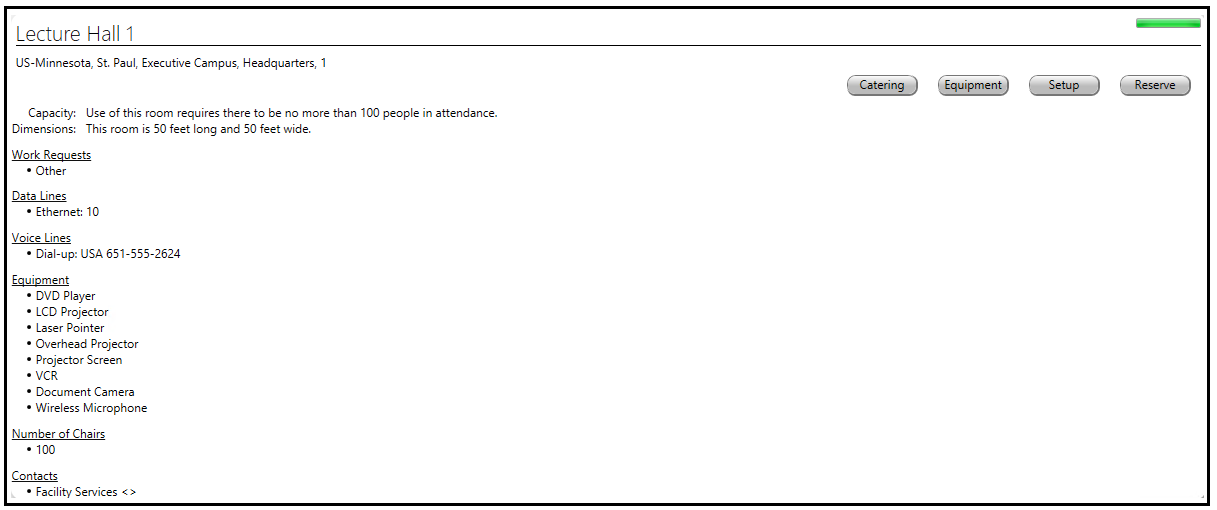 Lecture Hall 1
US-Minnesota, St. Paul, Executive Campus, Headquarters, 1
Catering Equipment Setup Reserve
Capacity: Use of this room requires there to be no more than 100 people in attendance.
Dimensions: This room is 50 feet long and 50 feet wide.
Work Requests
• Other
Data Lines
• Ethernet: 10
Voice Lines
• Dial-up: USA 651-555-2624
Equipment
• DVD Player
• LCD Projector
• Laser Pointer
• Overhead Projector
• Projector Screen
• VCR
• Document Camera
• Wireless Microphone
Number of Chairs
• 100
Contacts
• Facility Services <>